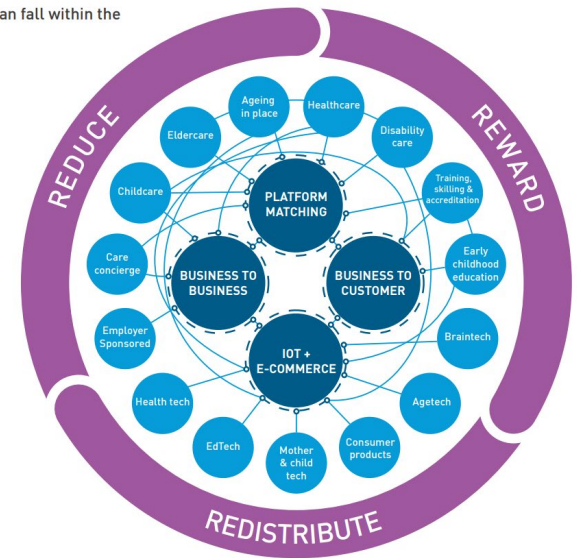 an fall within the
REDUCE
REWARD
REDISTRIBUTE
Ageing
in place
Healthcare
Eldercare
Disability
care
Childcare
Training,
skilling &
accreditation
Care
concierge
Early
childhood
education
Employer
Sponsored
Braintech
Health tech
Agetech
EdTech
Mother
& child
tech
Consumer
products
PLATFORM
MATCHING
BUSINESS TO
BUSINESS
BUSINESS TO
CUSTOMER
IOT +
E-COMMERCE